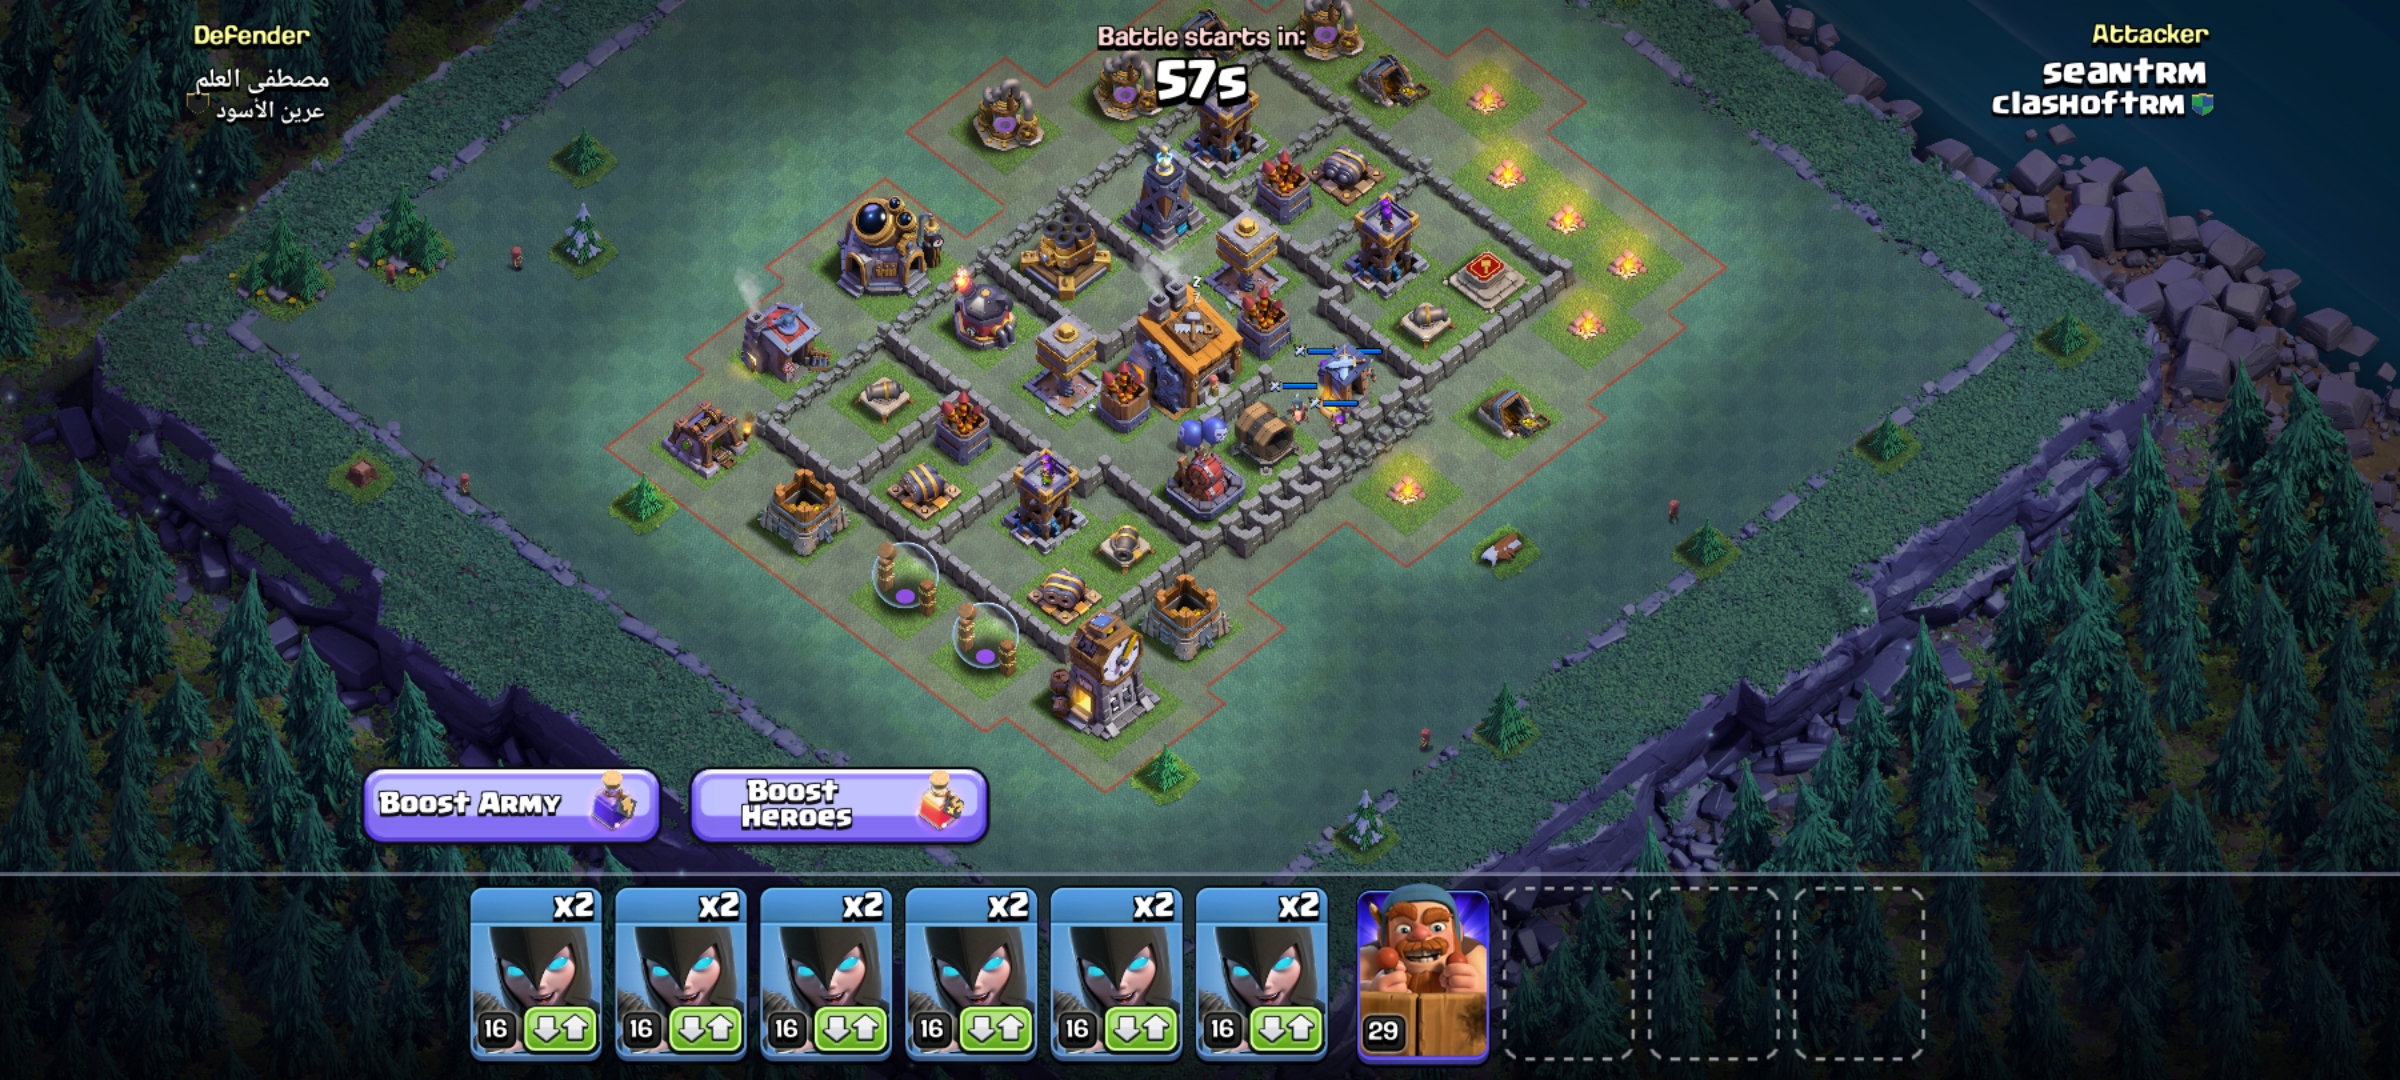 Defender
مصطفى العلم
عرين الأسود
Battle starts in:
57s
Attacker
seantRM
clashoftRM
Boost Army
Boost
Heroes
x2
x2
x2
x2
x2
x2
16
16
16
16
16
16
29